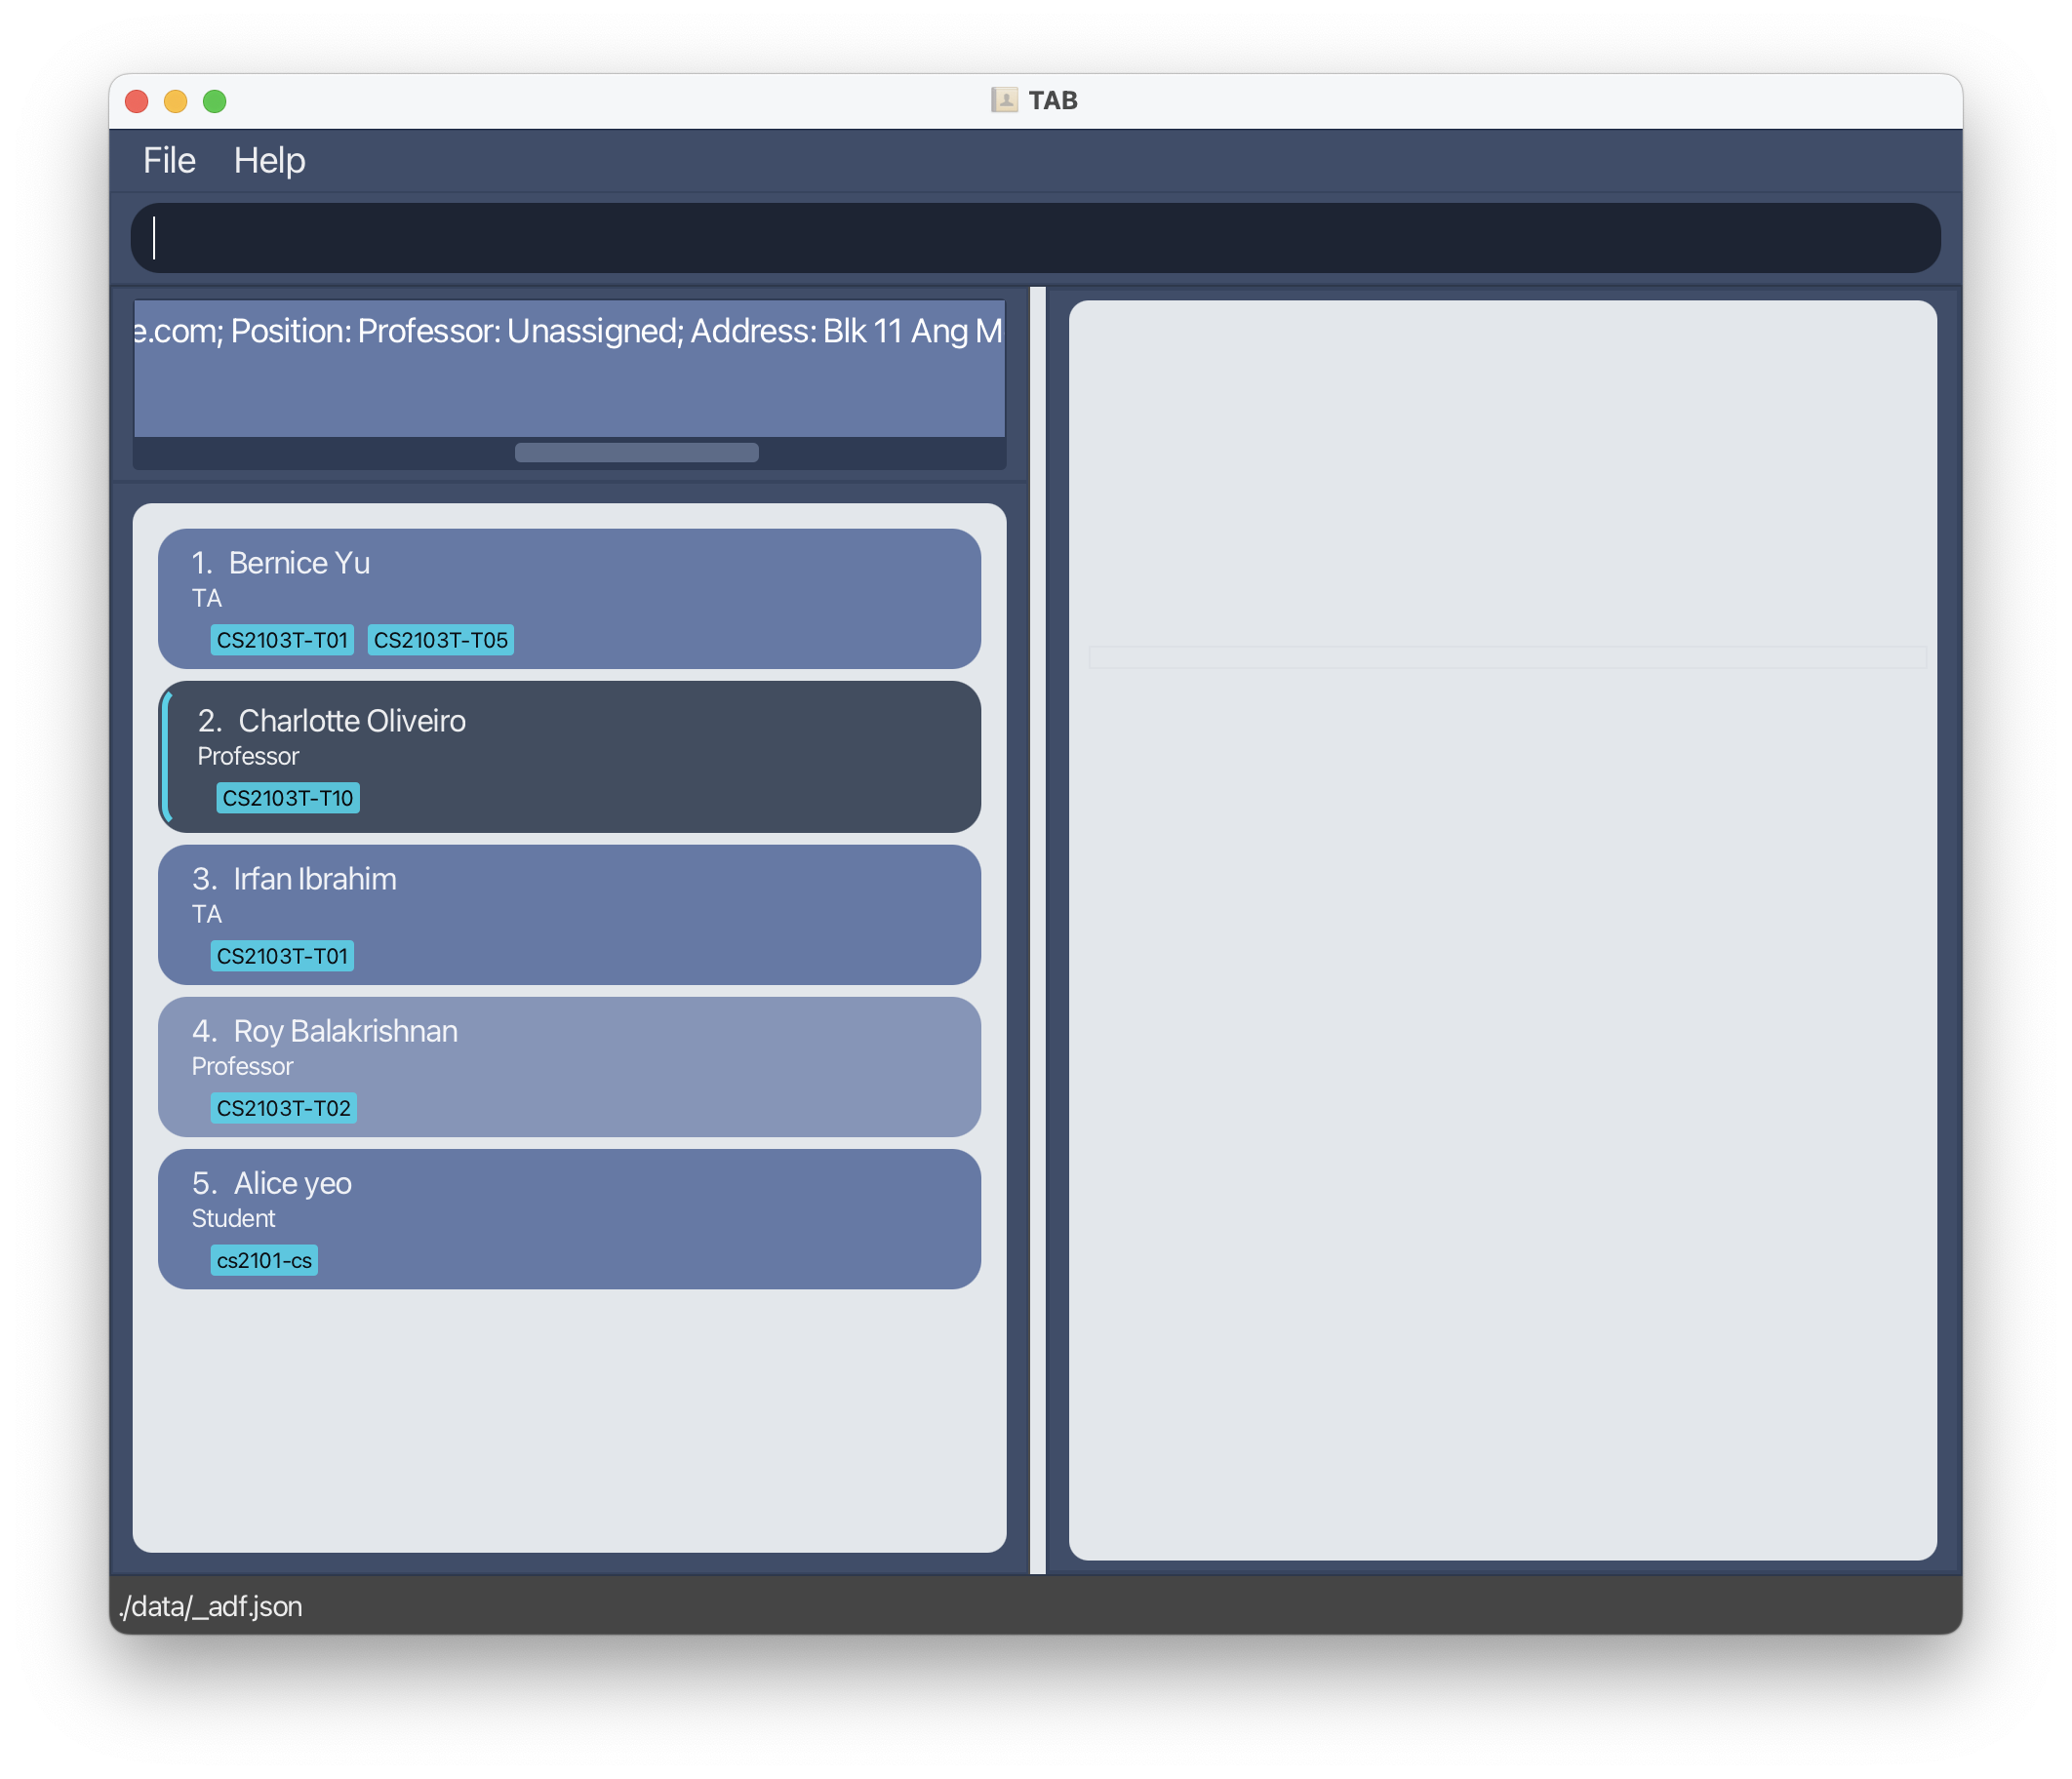 TAB
File Help
e.com; Position: Professor: Unassigned; Address: Blk 11 Ang M
1. Bernice Yu
TA
CS2103T-T01 CS2103T-T05
2. Charlotte Oliveiro
Professor
CS2103T-T10
3. Irfan Ibrahim
TA
CS2103T-T01
4. Roy Balakrishnan
Professor
CS2103T-T02
5. Alice yeo
Student
cs2101-cs
./data/_adf.json